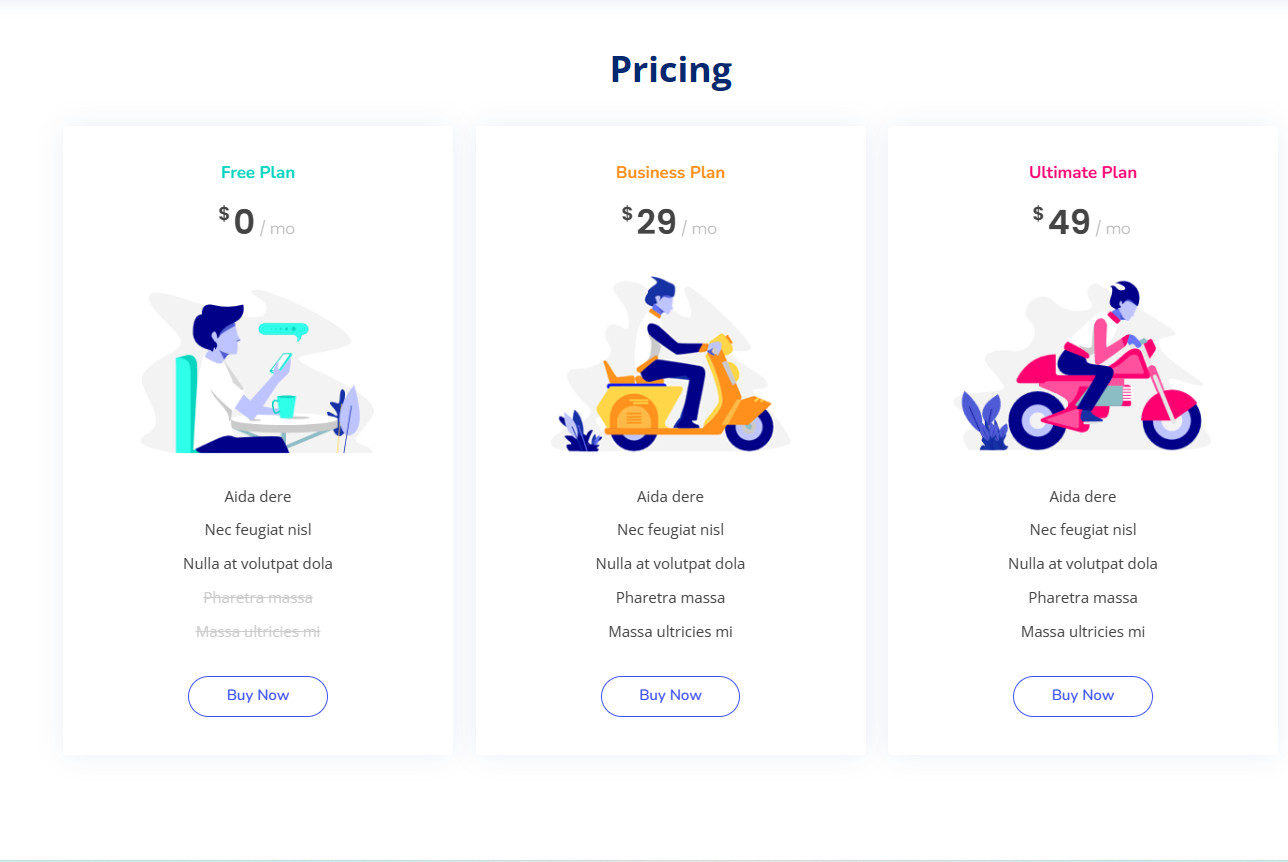 Pricing
Free Plan
$0 / mo
Aida dere
Nec feugiat nisl
Nulla at volutpat dola
Pharetra massa
Massa ultricies mi
Buy Now
Business Plan
$29 / mo
Aida dere
Nec feugiat nisl
Nulla at volutpat dola
Pharetra massa
Massa ultricies mi
Buy Now
Ultimate Plan
$49 / mo
Aida dere
Nec feugiat nisl
Nulla at volutpat dola
Pharetra massa
Massa ultricies mi
Buy Now